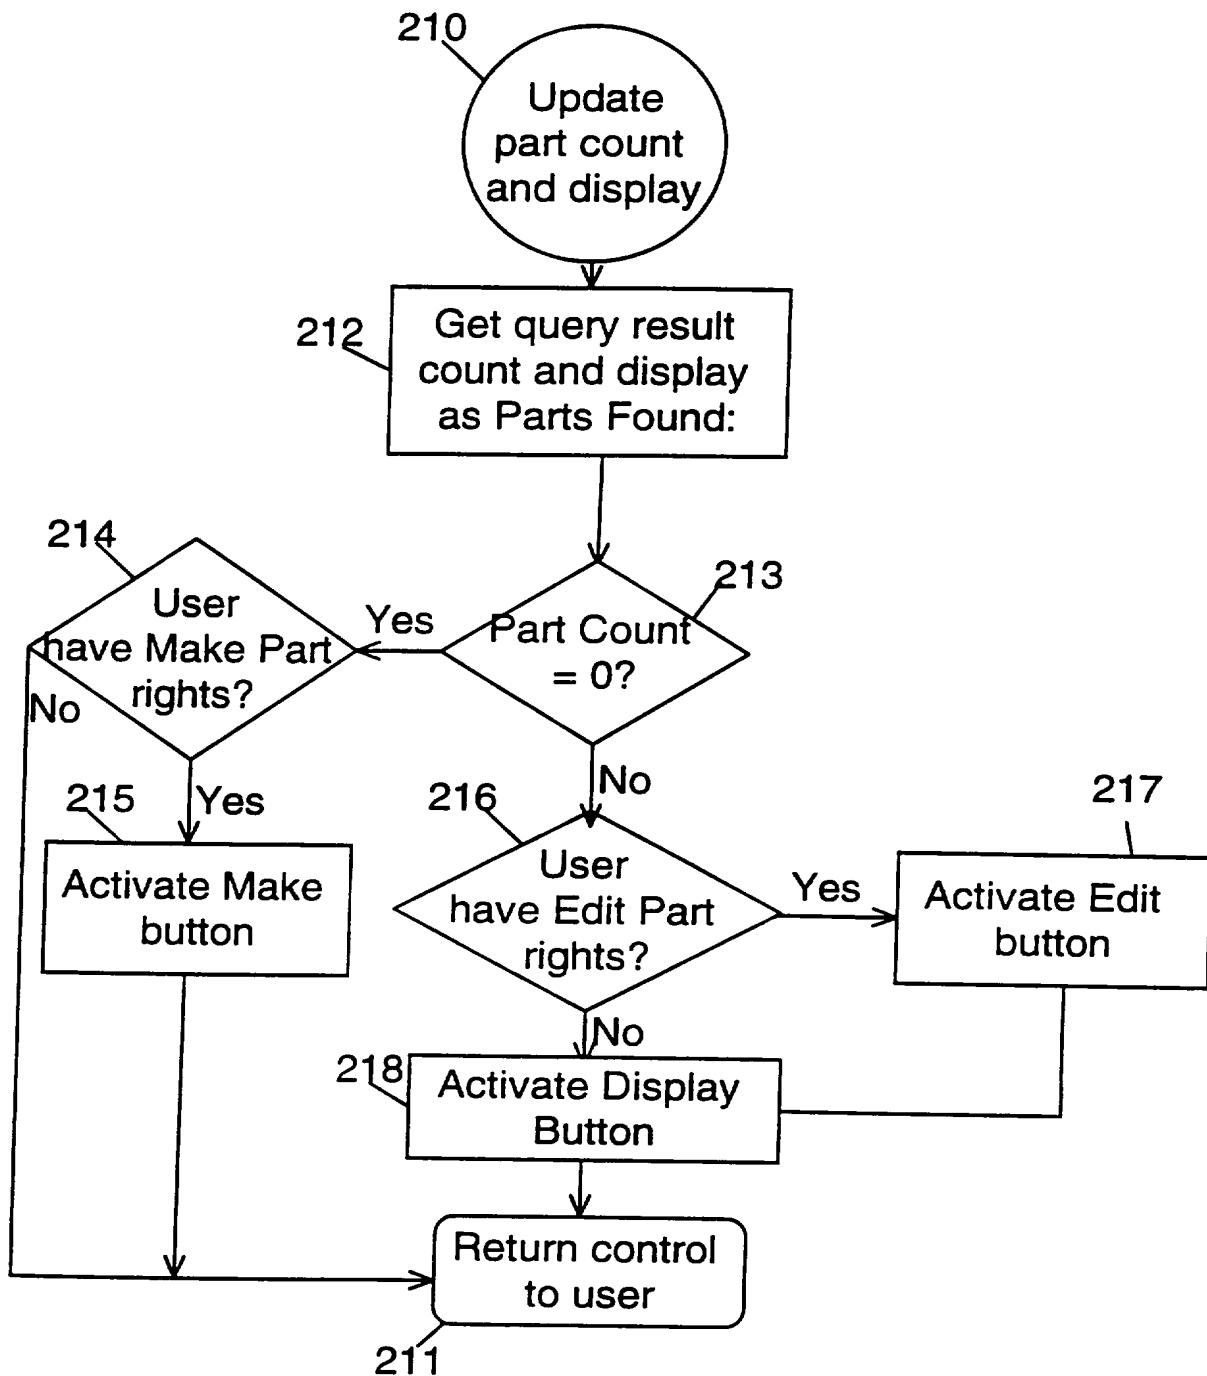 210
Update
part count
and display
212
Get query result
count and display
as Parts Found:
214
User
have Make Part
rights?
Yes
213
Part Count
= 0?
No
No
215
Yes
216
217
Activate Make
button
User
have Edit Part
rights?
Yes
Activate Edit
button
No
218
Activate Display
Button
Return control
to user
211